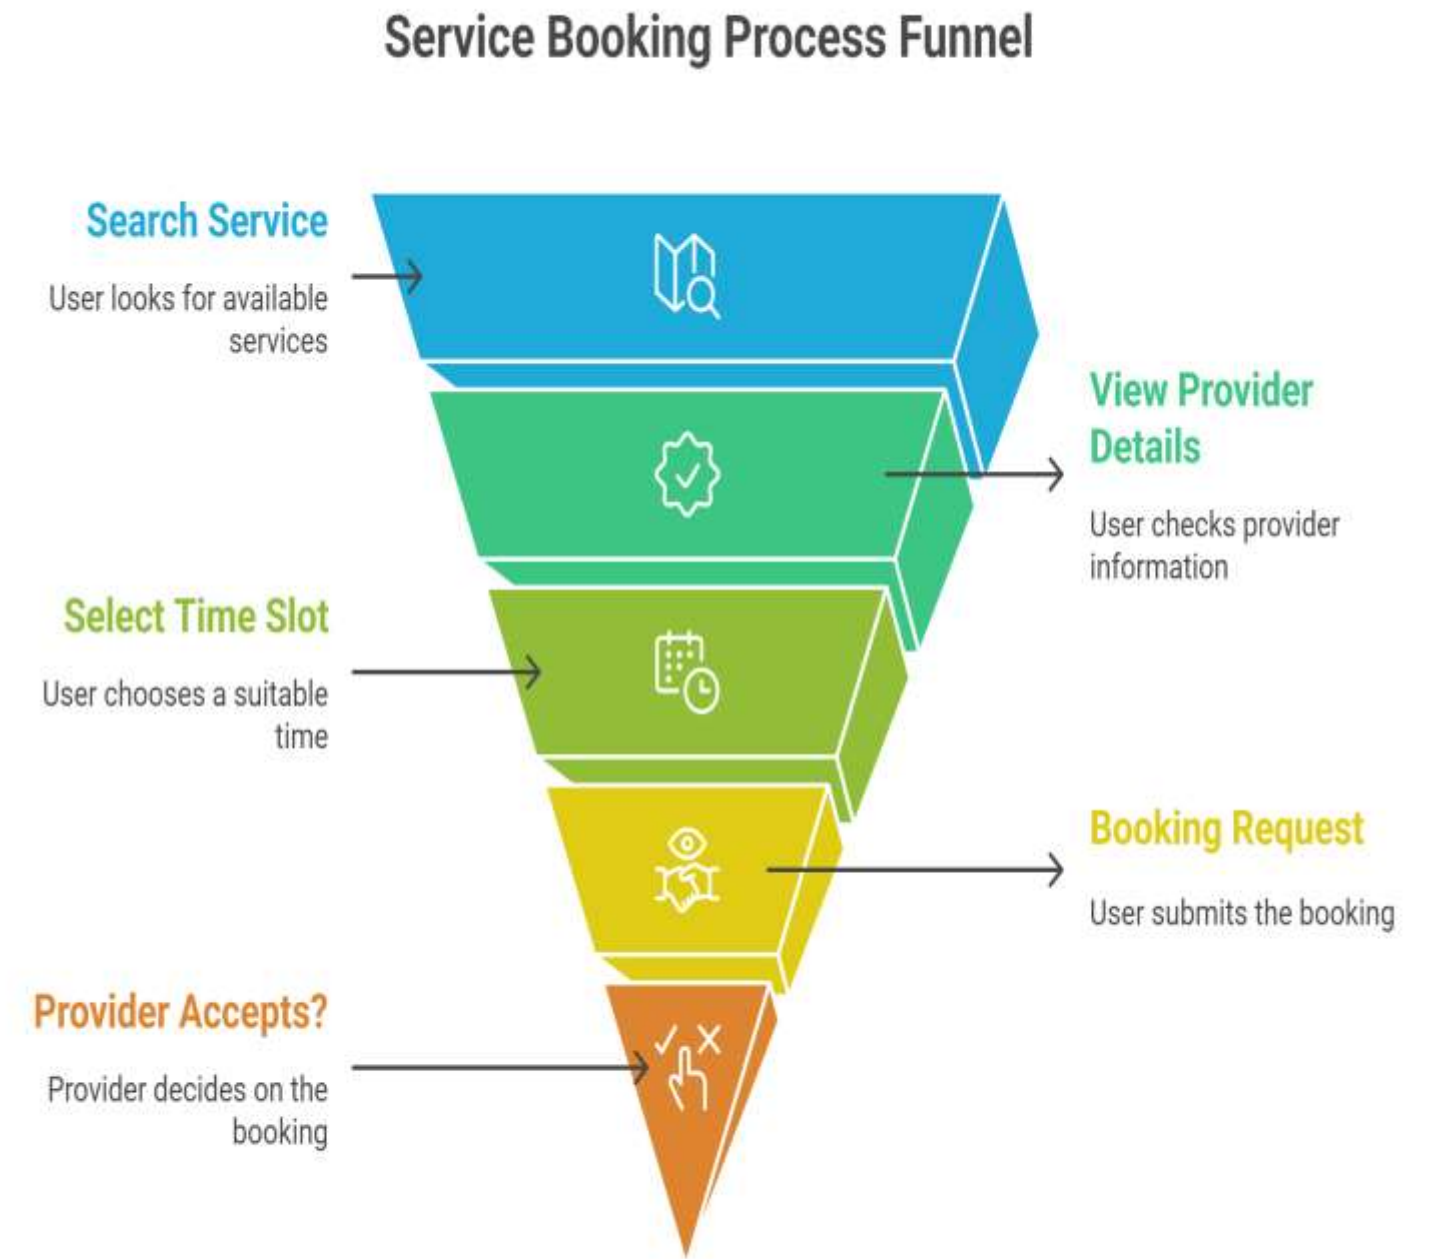 Service Booking Process Funnel
Search Service
User looks for available
services
View Provider
Details
User checks provider
information
Select Time Slot
User chooses a suitable
time
Booking Request
User submits the booking
Provider Accepts?
Provider decides on the
booking